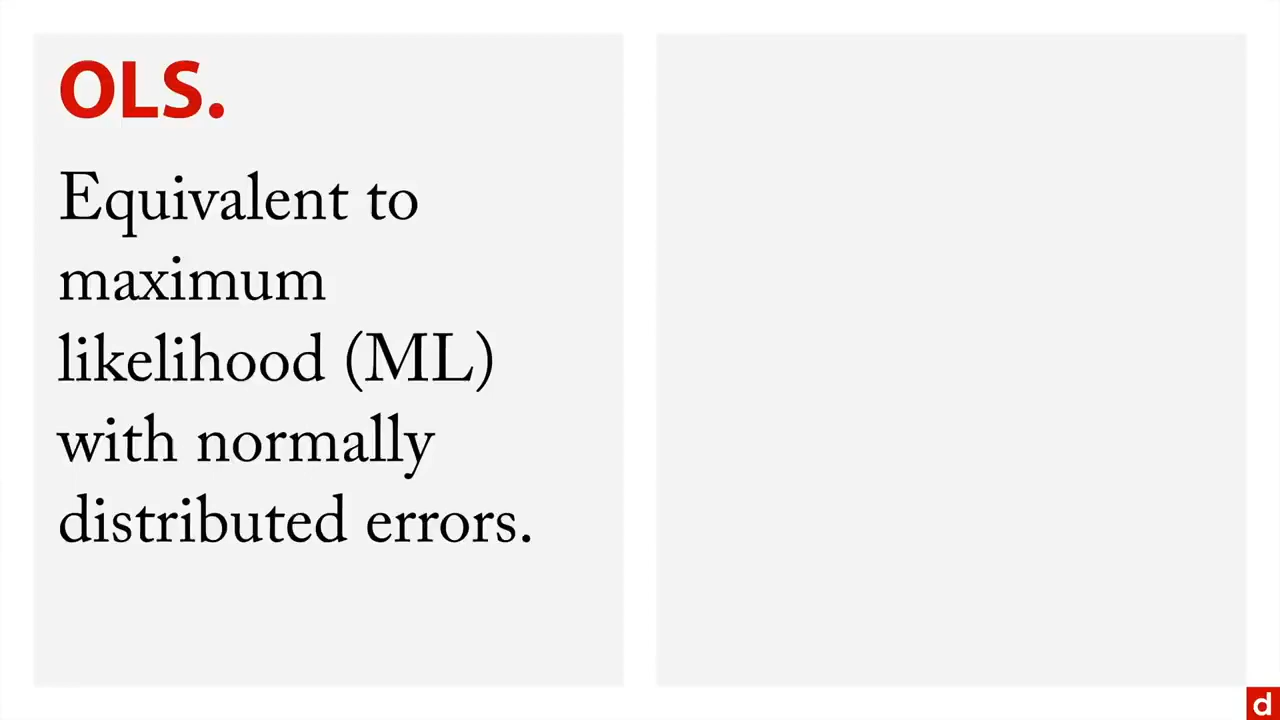 OLS.
Equivalent to
maximum
likelihood (ML)
with normally
distributed errors.
d